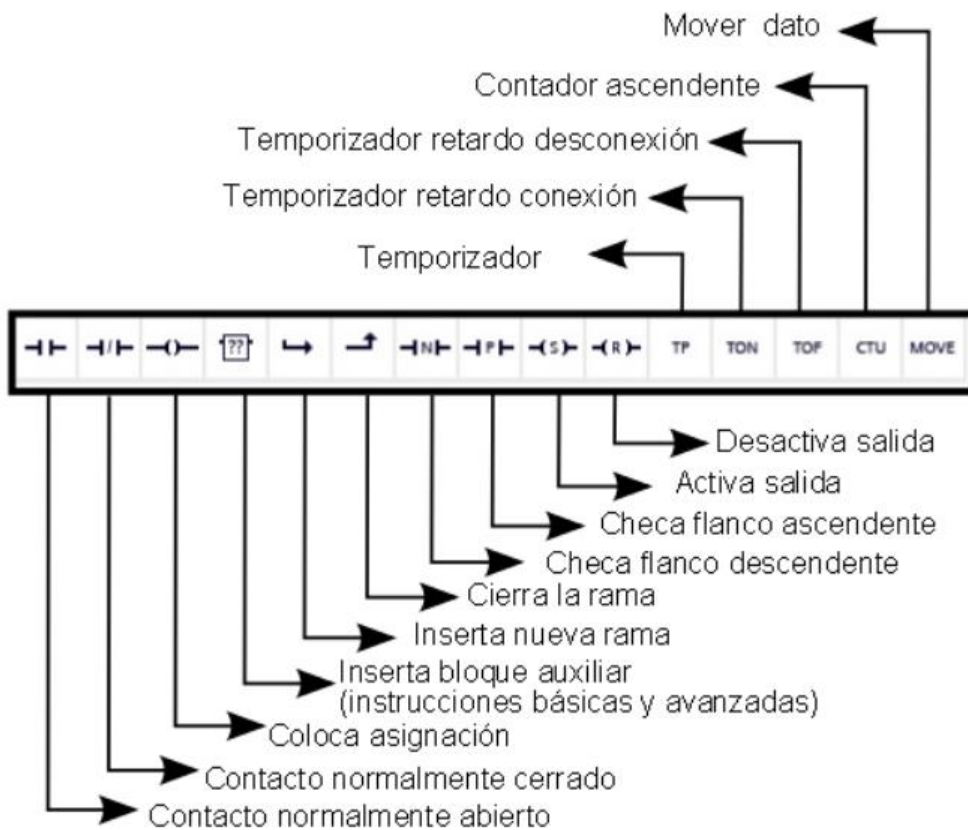 Mover dato
Contador ascendente
Temporizador retardo desconexión
Temporizador retardo conexión
Temporizador
?? N P S R TP TON TOF CTU MOVE
Desactiva salida
Activa salida
Checa flanco ascendente
Checa flanco descendente
Cierra la rama
Inserta nueva rama
Inserta bloque auxiliar
(instrucciones básicas y avanzadas)
Coloca asignación
Contacto normalmente cerrado
Contacto normalmente abierto